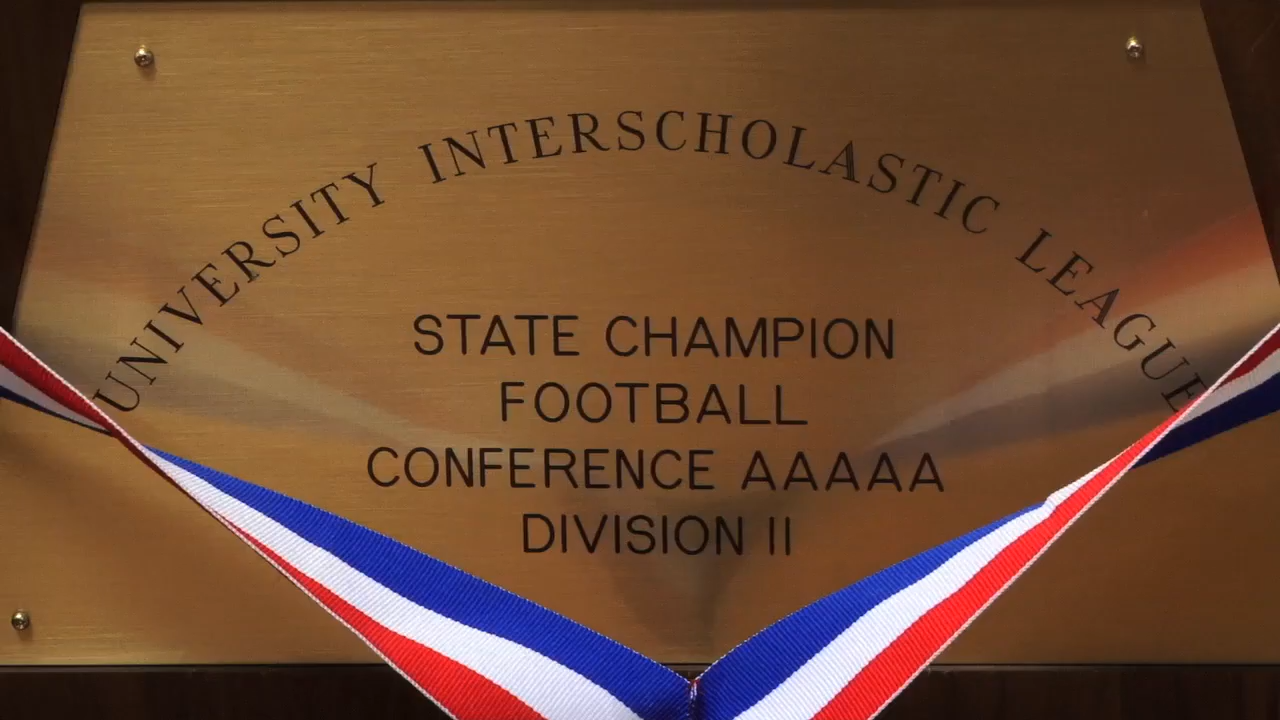 UNIVERSITY INTERSCHOLASTIC LEAGUE
STATE CHAMPION
FOOTBALL
CONFERENCE AAAAA
DIVISION II